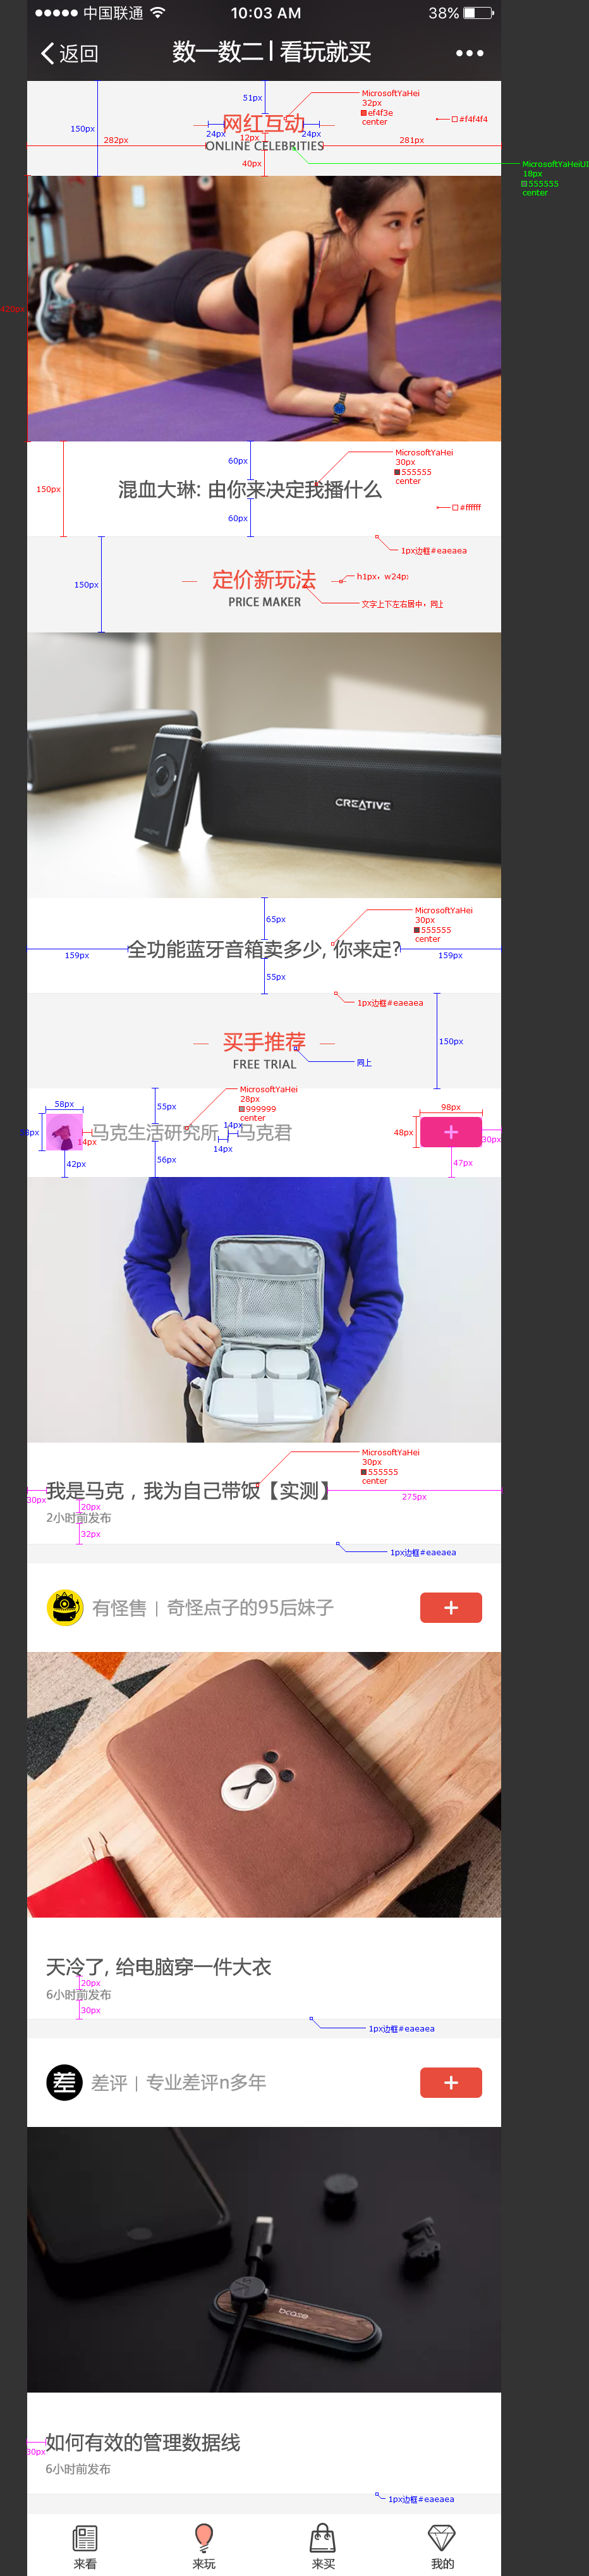 中国联通 10:03 AM 38%
返回 数一数二 | 看玩就买
51px
MicrosoftYaHei
32px
ef4f3e
center
#f4f4f4
150px
网红互动
24px 12px 24px
282px 281px
ONLINE CELEBRITIES
40px
MicrosoftYaHeiUI
18px
555555
center
420px
60px
MicrosoftYaHei
30px
555555
center
150px
混血大琳: 由你来决定我播什么
#ffffff
60px
1px边框#eaeaea
150px
定价新玩法
h1px, w24px
PRICE MAKER
文字上下左右居中, 同上
CREATIVE
65px
MicrosoftYaHei
30px
555555
center
全功能蓝牙音箱卖多少, 你来定?
159px 159px
55px
1px边框#eaeaea
买手推荐
150px
FREE TRIAL
同上
MicrosoftYaHei
28px
999999
center
58px 55px 98px
14px
58px 14px 马克生活研究所 | 马克君 48px + 30px
14px
42px 56px 47px
MicrosoftYaHei
30px
555555
center
我是马克，我为自己带饭【实测】
30px 275px
20px
2小时前发布
32px
1px边框#eaeaea
有怪售 | 奇怪点子的95后妹子 +
天冷了, 给电脑穿一件大衣
20px
6小时前发布
30px
1px边框#eaeaea
差 差评 | 专业差评n多年 +
bcase
如何有效的管理数据线
30px
6小时前发布
1px边框#eaeaea
来看 来玩 来买 我的